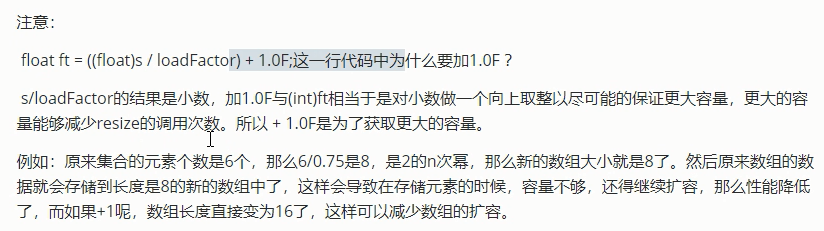 注意：
float ft = ((float)s / loadFactor) + 1.0F;这一行代码中为什么要加1.0F ?
s/loadFactor的结果是小数，加1.0F与(int)ft相当于是对小数做一个向上取整以尽可能的保证更大容量，更大的容
量能够减少resize的调用次数。所以 + 1.0F是为了获取更大的容量。
例如：原来集合的元素个数是6个，那么6/0.75是8，是2的n次幂，那么新的数组大小就是8了。然后原来数组的数
据就会存储到长度是8的新的数组中了，这样会导致在存储元素的时候，容量不够，还得继续扩容，那么性能降低
了，而如果+1呢，数组长度直接变为16了，这样可以减少数组的扩容。